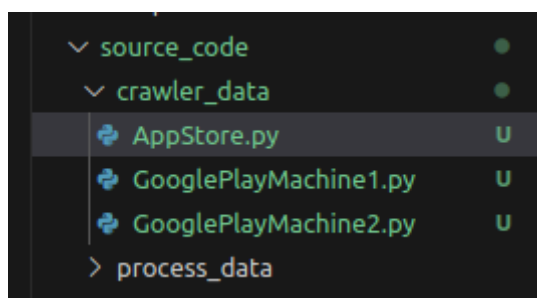 source_code
crawler_data
AppStore.py U
GooglePlayMachine1.py U
GooglePlayMachine2.py U
process_data